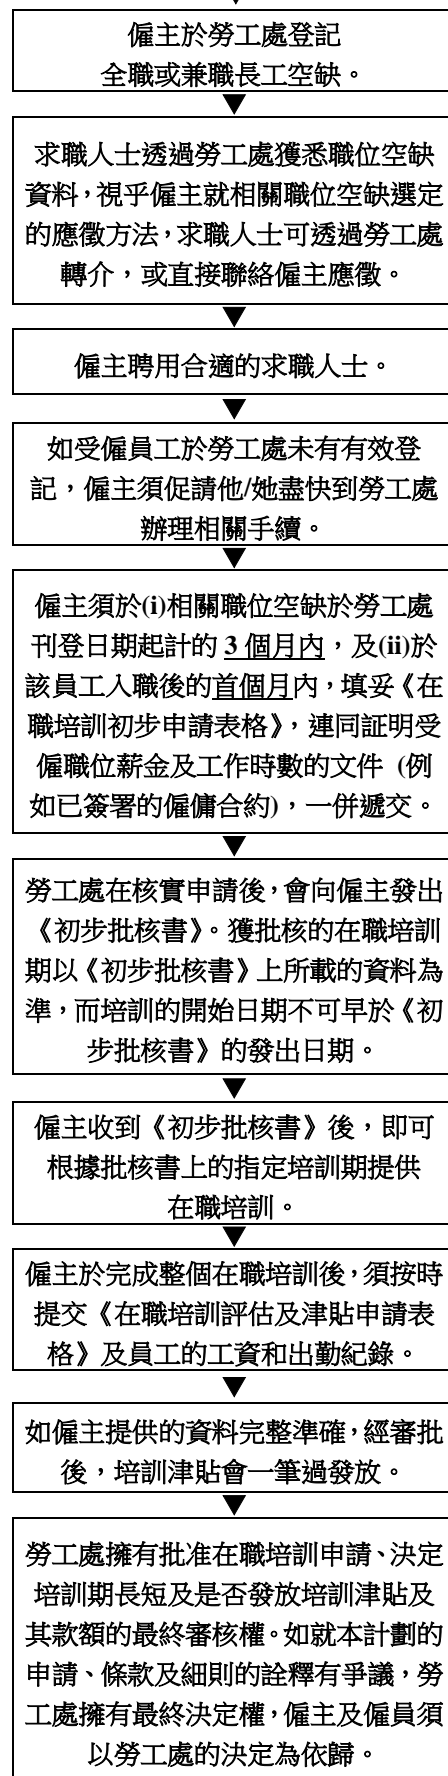 僱主於勞工處登記
全職或兼職長工空缺。
求職人士透過勞工處獲悉職位空缺
資料，視乎僱主就相關職位空缺選定
的應徵方法，求職人士可透過勞工處
轉介，或直接聯絡僱主應徵。
僱主聘用合適的求職人士。
如受僱員工於勞工處未有有效登
記，僱主須促請他/她盡快到勞工處
辦理相關手續。
僱主須於(i)相關職位空缺於勞工處
刊登日期起計的 3 個月內，及(ii)於
該員工入職後的首個月內，填妥《在
職培訓初步申請表格》，連同証明受
僱職位薪金及工作時數的文件 (例
如已簽署的僱傭合約)，一併遞交。
勞工處在核實申請後，會向僱主發出
《初步批核書》。獲批核的在職培訓
期以《初步批核書》上所載的資料為
準，而培訓的開始日期不可早於《初
步批核書》的發出日期。
僱主收到《初步批核書》後，即可
根據批核書上的指定培訓期提供
在職培訓。
僱主於完成整個在職培訓後，須按時
提交《在職培訓評估及津貼申請表
格》及員工的工資和出勤紀錄。
如僱主提供的資料完整準確，經審批
後，培訓津貼會一筆過發放。
勞工處擁有批准在職培訓申請、決定
培訓期長短及是否發放培訓津貼及
其款額的最終審核權。如就本計劃的
申請、條款及細則的詮釋有爭議，勞
工處擁有最終決定權，僱主及僱員須
以勞工處的決定為依歸。